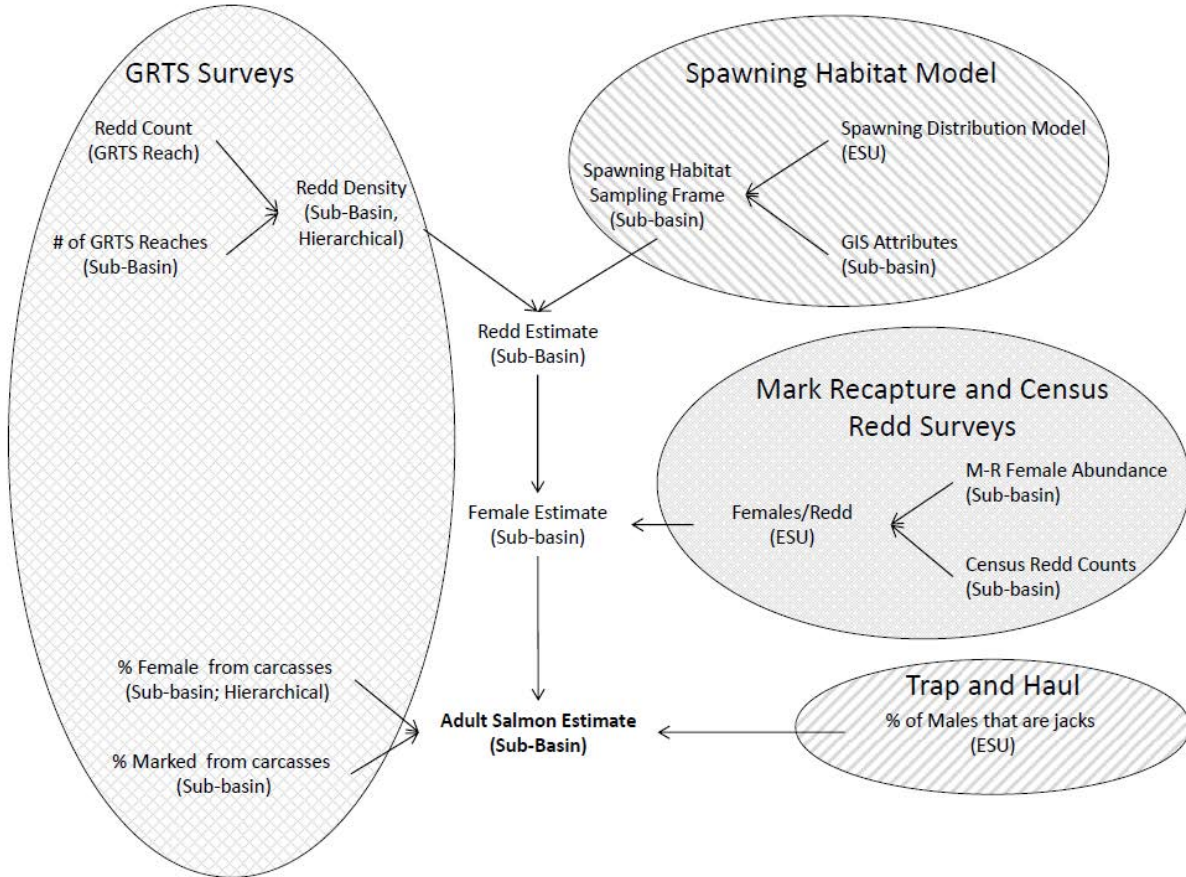 GRTS Surveys
Redd Count
(GRTS Reach)
# of GRTS Reaches
(Sub-Basin)
Redd Density
(Sub-Basin,
Hierarchical)
Spawning Habitat Model
Spawning Distribution Model
(ESU)
Spawning Habitat
Sampling Frame
(Sub-basin)
GIS Attributes
(Sub-basin)
Redd Estimate
(Sub-Basin)
Mark Recapture and Census
Redd Surveys
M-R Female Abundance
(Sub-basin)
Females/Redd
(ESU)
Census Redd Counts
(Sub-basin)
Female Estimate
(Sub-basin)
% Female from carcasses
(Sub-basin; Hierarchical)
% Marked from carcasses
(Sub-basin)
Adult Salmon Estimate
(Sub-Basin)
Trap and Haul
% of Males that are jacks
(ESU)